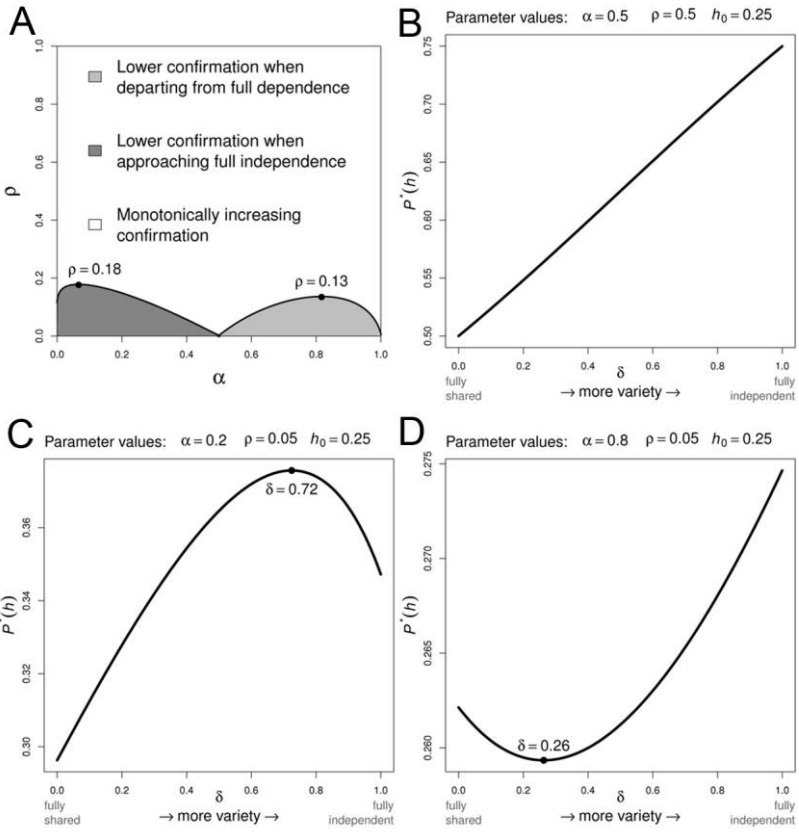 A
Lower confirmation when
departing from full dependence
Lower confirmation when
approaching full independence
Monotonically increasing
confirmation
ρ = 0.18
ρ = 0.13
ρ
0.0 0.2 0.4 0.6 0.8 1.0
0.0 0.2 0.4 0.6 0.8 1.0
α
B
Parameter values: α = 0.5 ρ = 0.5 h₀ = 0.25
P*(h)
0.50 0.55 0.60 0.65 0.70 0.75
0.0 0.2 0.4 0.6 0.8 1.0
fully
shared
δ
→ more variety →
fully
independent
C
Parameter values: α = 0.2 ρ = 0.05 h₀ = 0.25
P*(h)
0.30 0.32 0.34 0.36
δ = 0.72
0.0 0.2 0.4 0.6 0.8 1.0
fully
shared
δ
→ more variety →
fully
independent
D
Parameter values: α = 0.8 ρ = 0.05 h₀ = 0.25
P*(h)
0.260 0.265 0.270 0.275
δ = 0.26
0.0 0.2 0.4 0.6 0.8 1.0
fully
shared
δ
→ more variety →
fully
independent